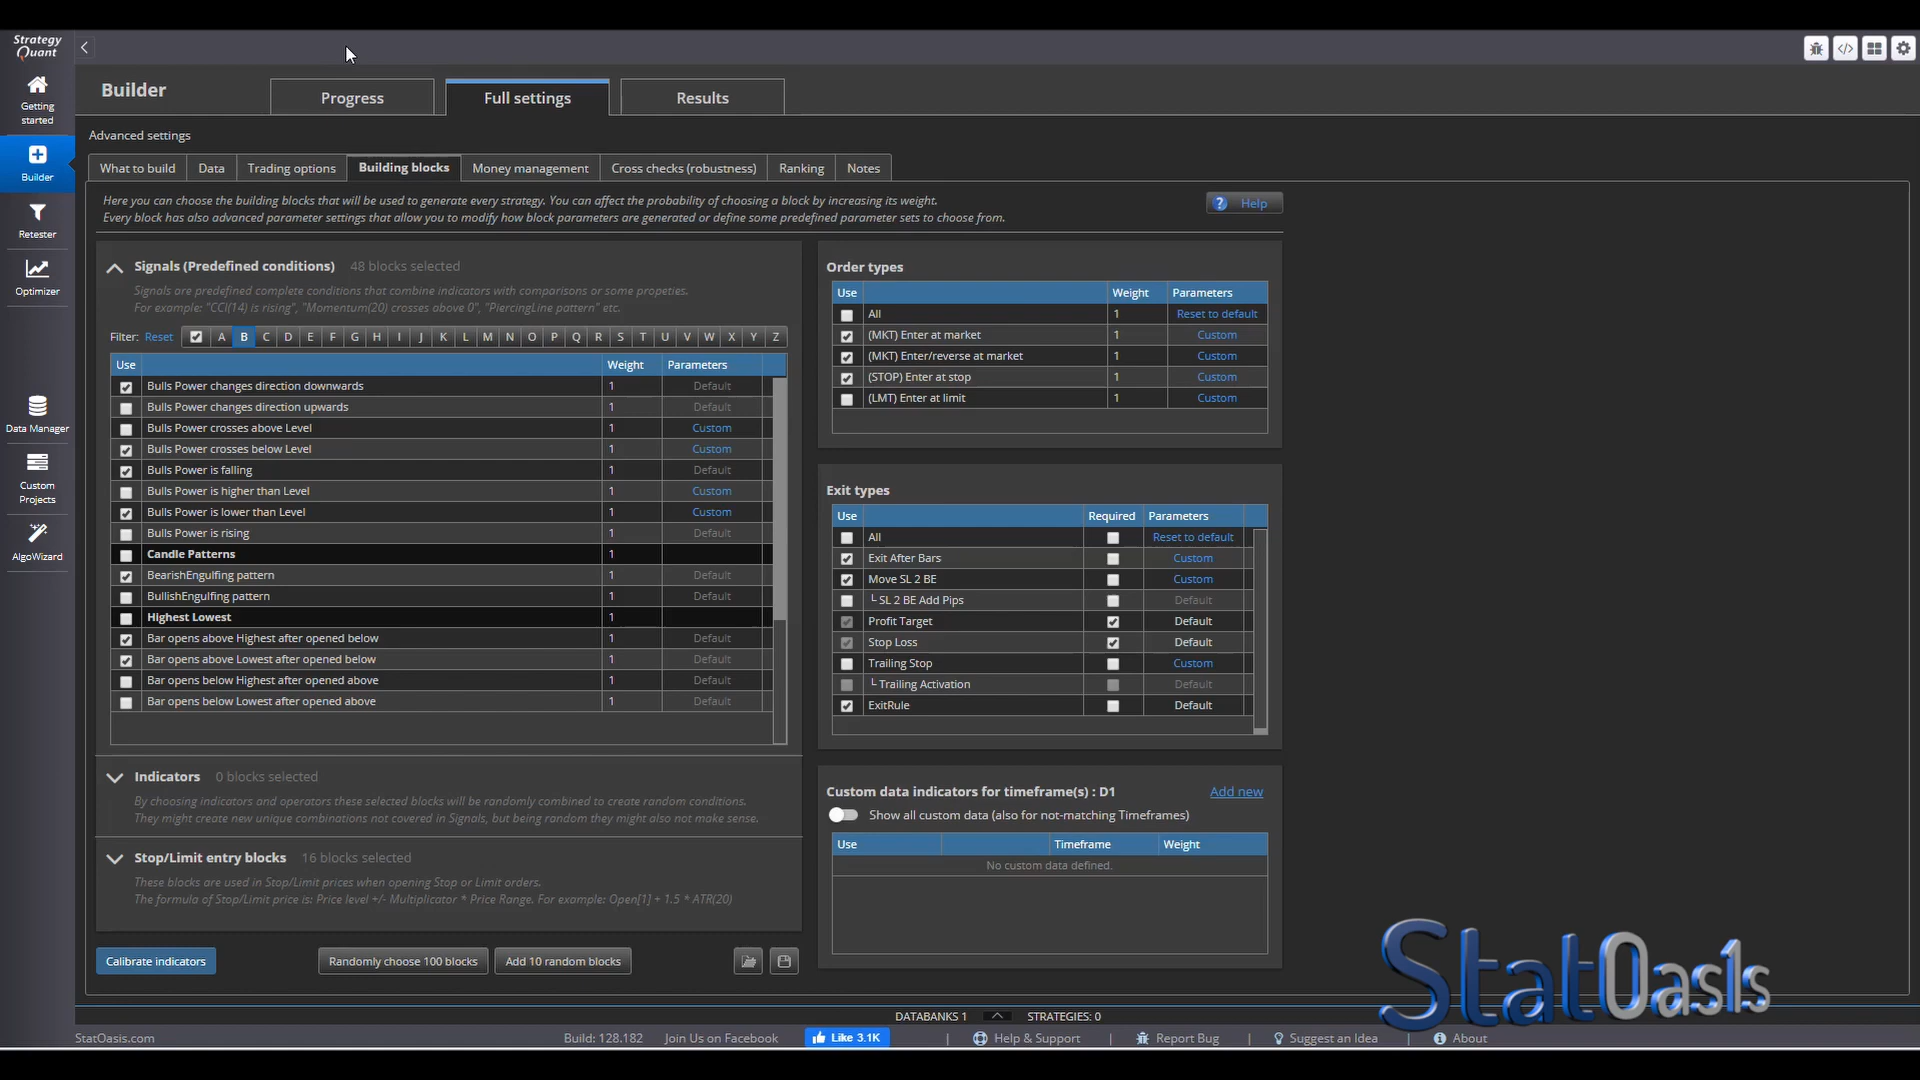 Strategy
Quant
Getting
started
Builder
Retester
Optimizer
Data Manager
Custom
Projects
AlgoWizard
Builder
Progress
Full settings
Results
Advanced settings
What to build
Data
Trading options
Building blocks
Money management
Cross checks (robustness)
Ranking
Notes
Here you can choose the building blocks that will be used to generate every strategy. You can affect the probability of choosing a block by increasing its weight.
Every block has also advanced parameter settings that allow you to modify how block parameters are generated or define some predefined parameter sets to choose from.
? Help
Signals (Predefined conditions) 48 blocks selected
Signals are predefined complete conditions that combine indicators with comparisons or some propeties.
For example: "CCI(14) is rising", "Momentum(20) crosses above 0", "PiercingLine pattern" etc.
Filter: Reset A B C D E F G H I J K L M N O P Q R S T U V W X Y Z
Use Weight Parameters
Bulls Power changes direction downwards 1 Default
Bulls Power changes direction upwards 1 Default
Bulls Power crosses above Level 1 Custom
Bulls Power crosses below Level 1 Custom
Bulls Power is falling 1 Default
Bulls Power is higher than Level 1 Custom
Bulls Power is lower than Level 1 Custom
Bulls Power is rising 1 Default
Candle Patterns 1
BearishEngulfing pattern 1 Default
BullishEngulfing pattern 1 Default
Highest Lowest 1
Bar opens above Highest after opened below 1 Default
Bar opens above Lowest after opened below 1 Default
Bar opens below Highest after opened above 1 Default
Bar opens below Lowest after opened above 1 Default
Indicators 0 blocks selected
By choosing indicators and operators these selected blocks will be randomly combined to create random conditions.
They might create new unique combinations not covered in Signals, but being random they might also not make sense.
Stop/Limit entry blocks 16 blocks selected
These blocks are used in Stop/Limit prices when opening Stop or Limit orders.
The formula of Stop/Limit price is: Price level +/- Multiplicator * Price Range. For example: Open[1] + 1.5 * ATR(20)
Calibrate indicators
Randomly choose 100 blocks
Add 10 random blocks
Order types
Use Weight Parameters
All 1 Reset to default
(MKT) Enter at market 1 Custom
(MKT) Enter/reverse at market 1 Custom
(STOP) Enter at stop 1 Custom
(LMT) Enter at limit 1 Custom
Exit types
Use Required Parameters
All Reset to default
Exit After Bars Custom
Move SL 2 BE Custom
SL 2 BE Add Pips Default
Profit Target Default
Stop Loss Default
Trailing Stop Custom
Trailing Activation Default
ExitRule Default
Custom data indicators for timeframe(s) : D1 Add new
Show all custom data (also for not-matching Timeframes)
Use Timeframe Weight
No custom data defined.
StatOasis
DATABANKS 1 STRATEGIES: 0
StatOasis.com
Build: 128.182
Join Us on Facebook
Like 3.1K
| Help & Support
| Report Bug
| Suggest an Idea
| About